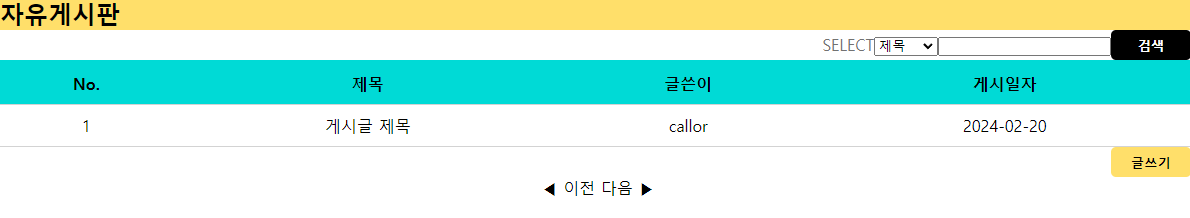 자유게시판
SELECT 제목 검색
No. 제목 글쓴이 게시일자
1 게시글 제목 callor 2024-02-20
글쓰기
◀ 이전 다음 ▶